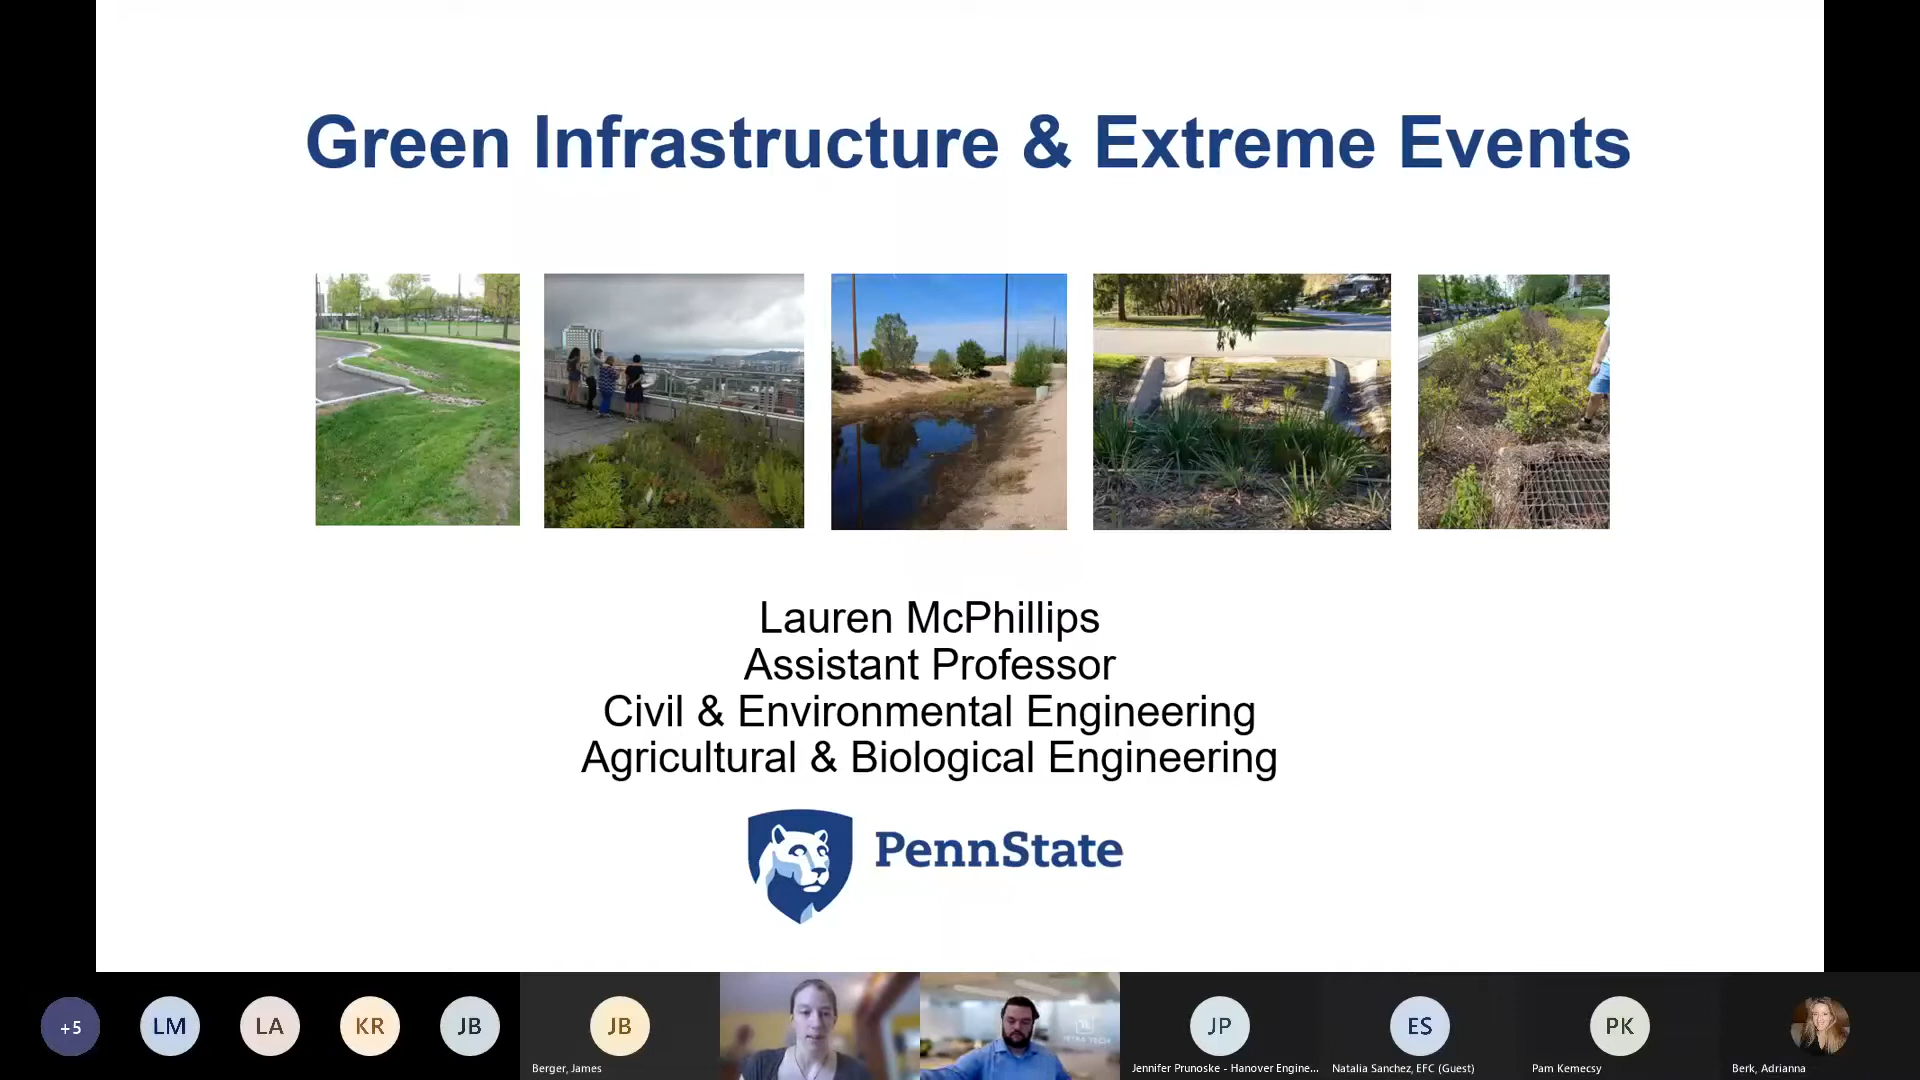 Green Infrastructure & Extreme Events
Lauren McPhillips
Assistant Professor
Civil & Environmental Engineering
Agricultural & Biological Engineering
PennState
+5
LM
LA
KR
JB
JB
JP
ES
PK
Berger, James
Jennifer Prunoske - Hanover Engine...
Natalia Sanchez, EFC (Guest)
Pam Kemecsy
Berk, Adrianna